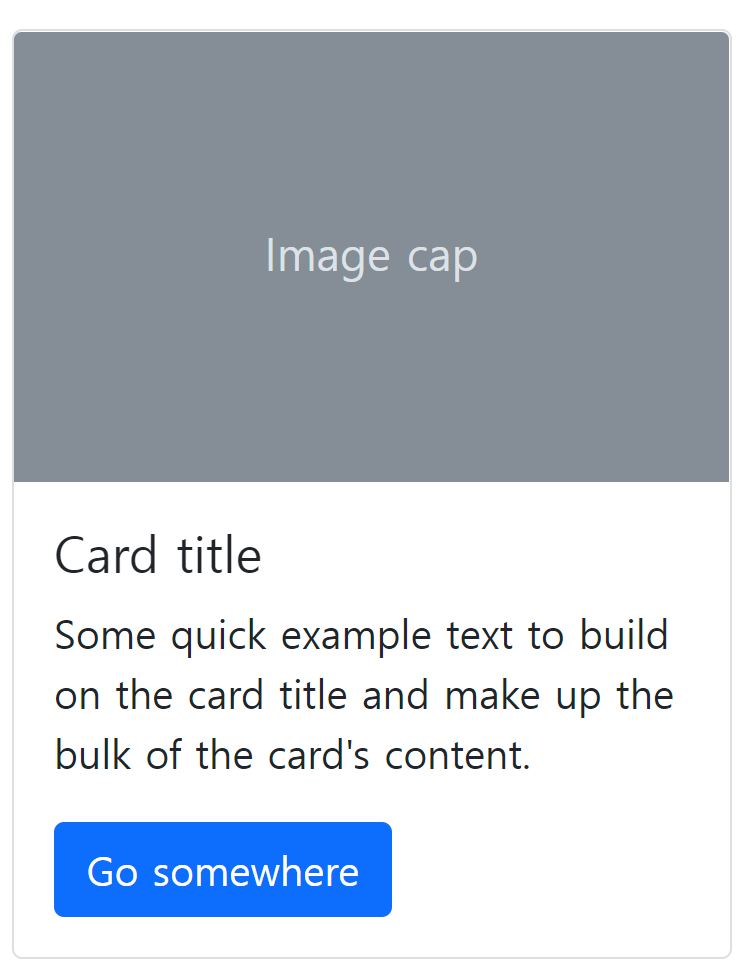 Image cap
Card title
Some quick example text to build
on the card title and make up the
bulk of the card's content.
Go somewhere